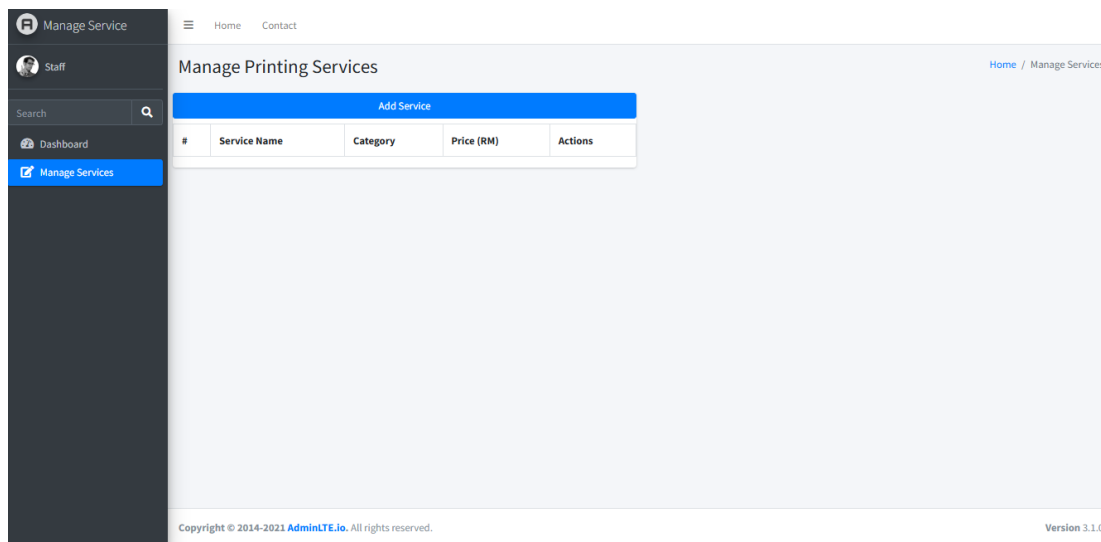 Manage Service
Home Contact
Staff
Manage Printing Services
Home / Manage Services
Search
Add Service
# Service Name Category Price (RM) Actions
Dashboard
Manage Services
Copyright © 2014-2021 AdminLTE.io. All rights reserved.
Version 3.1.0